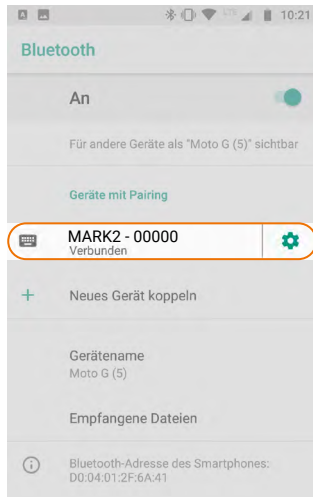 10:21
Bluetooth
An
Für andere Geräte als "Moto G (5)" sichtbar
Geräte mit Pairing
MARK2 - 00000
Verbunden
Neues Gerät koppeln
Gerätename
Moto G (5)
Empfangene Dateien
Bluetooth-Adresse des Smartphones:
D0:04:01:2F:6A:41